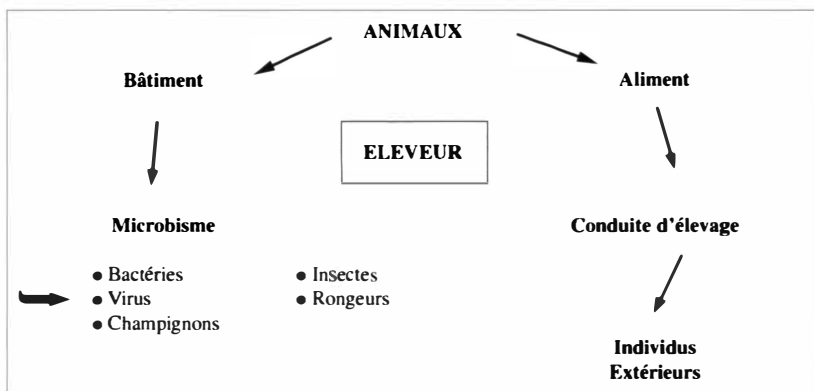 ANIMAUX
Bâtiment
Aliment
ELEVEUR
Microbisme
Conduite d'élevage
• Bactéries
• Insectes
• Virus
• Rongeurs
• Champignons
Individus
Extérieurs